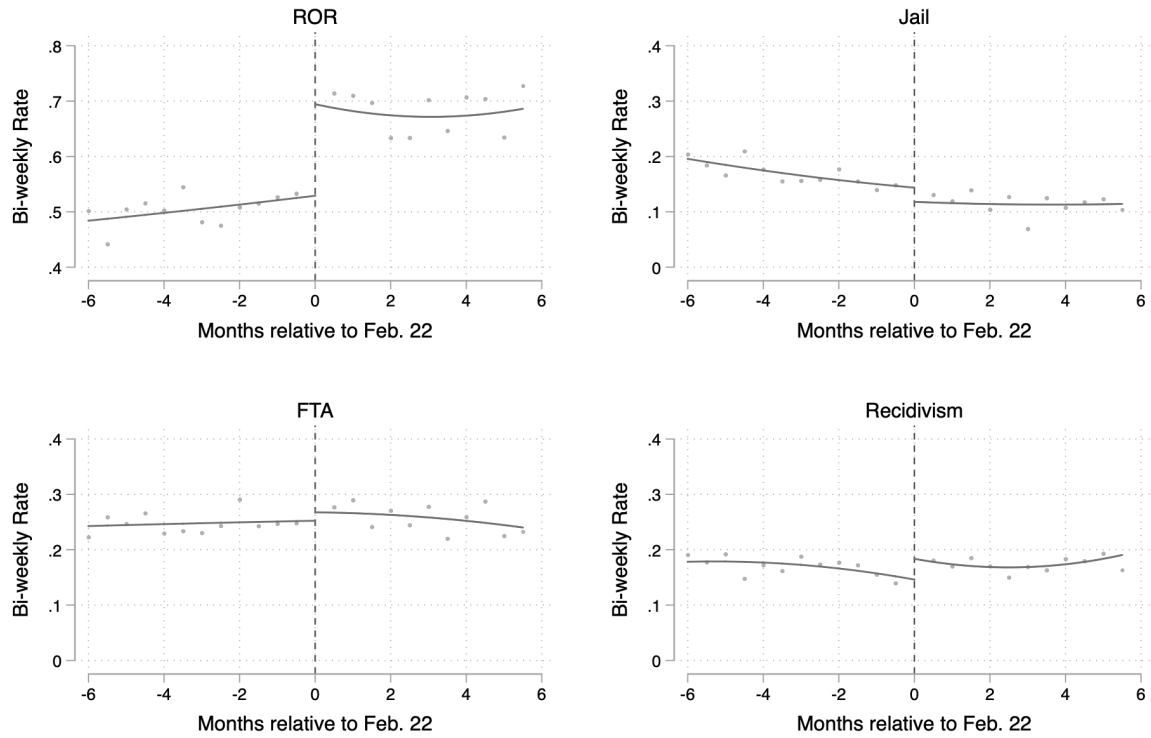 ROR
Bi-weekly Rate
.8
.7
.6
.5
.4
-6 -4 -2 0 2 4 6
Months relative to Feb. 22
Jail
Bi-weekly Rate
.4
.3
.2
.1
0
-6 -4 -2 0 2 4 6
Months relative to Feb. 22
FTA
Bi-weekly Rate
.4
.3
.2
.1
0
-6 -4 -2 0 2 4 6
Months relative to Feb. 22
Recidivism
Bi-weekly Rate
.4
.3
.2
.1
0
-6 -4 -2 0 2 4 6
Months relative to Feb. 22